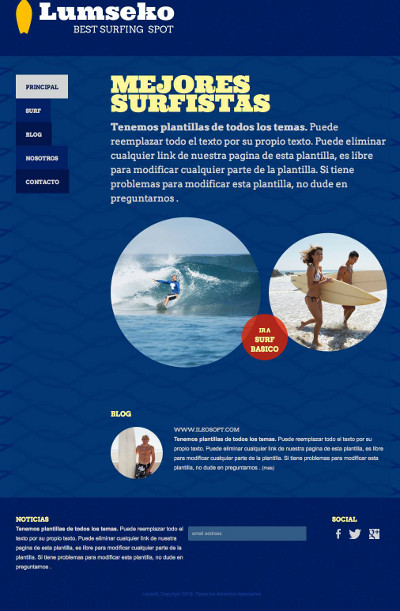 Lumseko
BEST SURFING SPOT
PRINCIPAL
SURF
BLOG
NOSOTROS
CONTACTO
MEJORES
SURFISTAS
Tenemos plantillas de todos los temas. Puede
reemplazar todo el texto por su propio texto. Puede eliminar
cualquier link de nuestra pagina de esta plantilla, es libre
para modificar cualquier parte de la plantilla. Si tiene
problemas para modificar esta plantilla, no dude en
preguntarnos .
IR A
SURF
BASICO
BLOG
WWW.ILEOSOFT.COM
Tenemos plantillas de todos los temas. Puede reemplazar todo el texto por su
propio texto. Puede eliminar cualquier link de nuestra pagina de esta plantilla, es libre
para modificar cualquier parte de la plantilla. Si tiene problemas para modificar esta
plantilla, no dude en preguntarnos . (mas)
NOTICIAS
Tenemos plantillas de todos los temas. Puede reemplazar todo el
texto por su propio texto. Puede eliminar cualquier link de nuestra
pagina de esta plantilla, es libre para modificar cualquier parte de la
plantilla. Si tiene problemas para modificar esta plantilla, no dude en
preguntarnos .
email address
SOCIAL